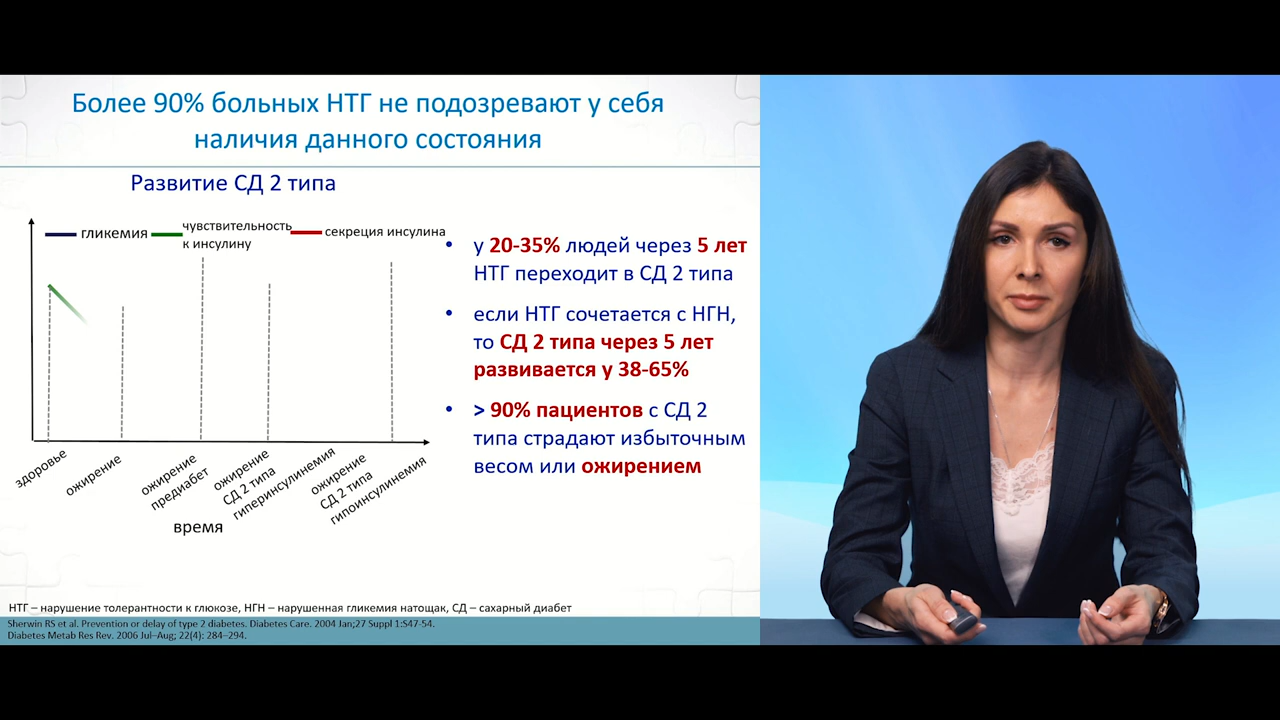 Более 90% больных НТГ не подозревают у себя
наличия данного состояния
Развитие СД 2 типа
гликемия
чувствительность
к инсулину
секреция инсулина
здоровье
ожирение
ожирение
предиабет
ожирение
СД 2 типа
гиперинсулинемия
ожирение
СД 2 типа
гипоинсулинемия
время
• у 20-35% людей через 5 лет
НТГ переходит в СД 2 типа
• если НТГ сочетается с НГН,
то СД 2 типа через 5 лет
развивается у 38-65%
• > 90% пациентов с СД 2
типа страдают избыточным
весом или ожирением
НТГ – нарушение толерантности к глюкозе, НГН – нарушенная гликемия натощак, СД – сахарный диабет
Sherwin RS et al. Prevention or delay of type 2 diabetes. Diabetes Care. 2004 Jan;27 Suppl 1:S47-54.
Diabetes Metab Res Rev. 2006 Jul–Aug; 22(4): 284–294.